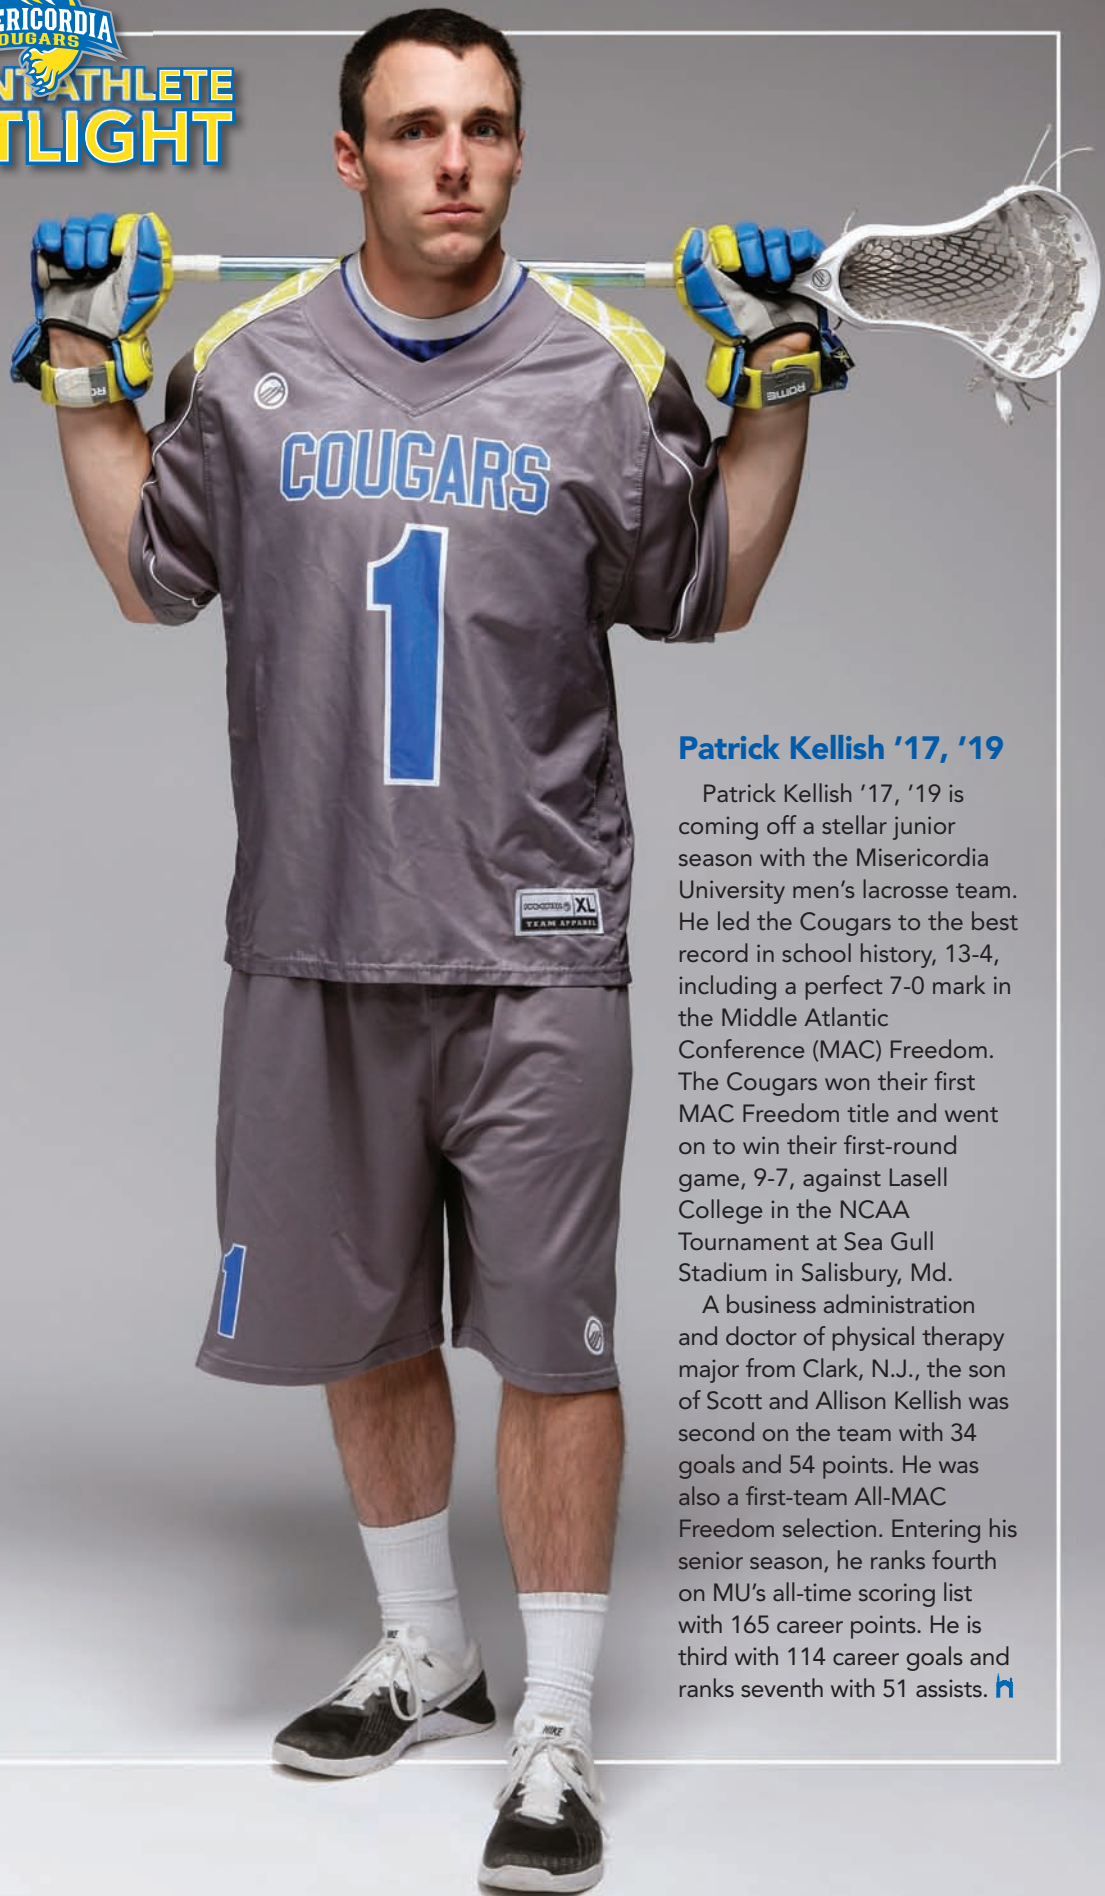 COUGARS
ATHLETE
COUGARS
1
XL
TEAM APPAREL
1
ROME
NIKE
Patrick Kellish ’17, ’19
Patrick Kellish ’17, ’19 is
coming off a stellar junior
season with the Misericordia
University men’s lacrosse team.
He led the Cougars to the best
record in school history, 13-4,
including a perfect 7-0 mark in
the Middle Atlantic
Conference (MAC) Freedom.
The Cougars won their first
MAC Freedom title and went
on to win their first-round
game, 9-7, against Lasell
College in the NCAA
Tournament at Sea Gull
Stadium in Salisbury, Md.
A business administration
and doctor of physical therapy
major from Clark, N.J., the son
of Scott and Allison Kellish was
second on the team with 34
goals and 54 points. He was
also a first-team All-MAC
Freedom selection. Entering his
senior season, he ranks fourth
on MU’s all-time scoring list
with 165 career points. He is
third with 114 career goals and
ranks seventh with 51 assists.